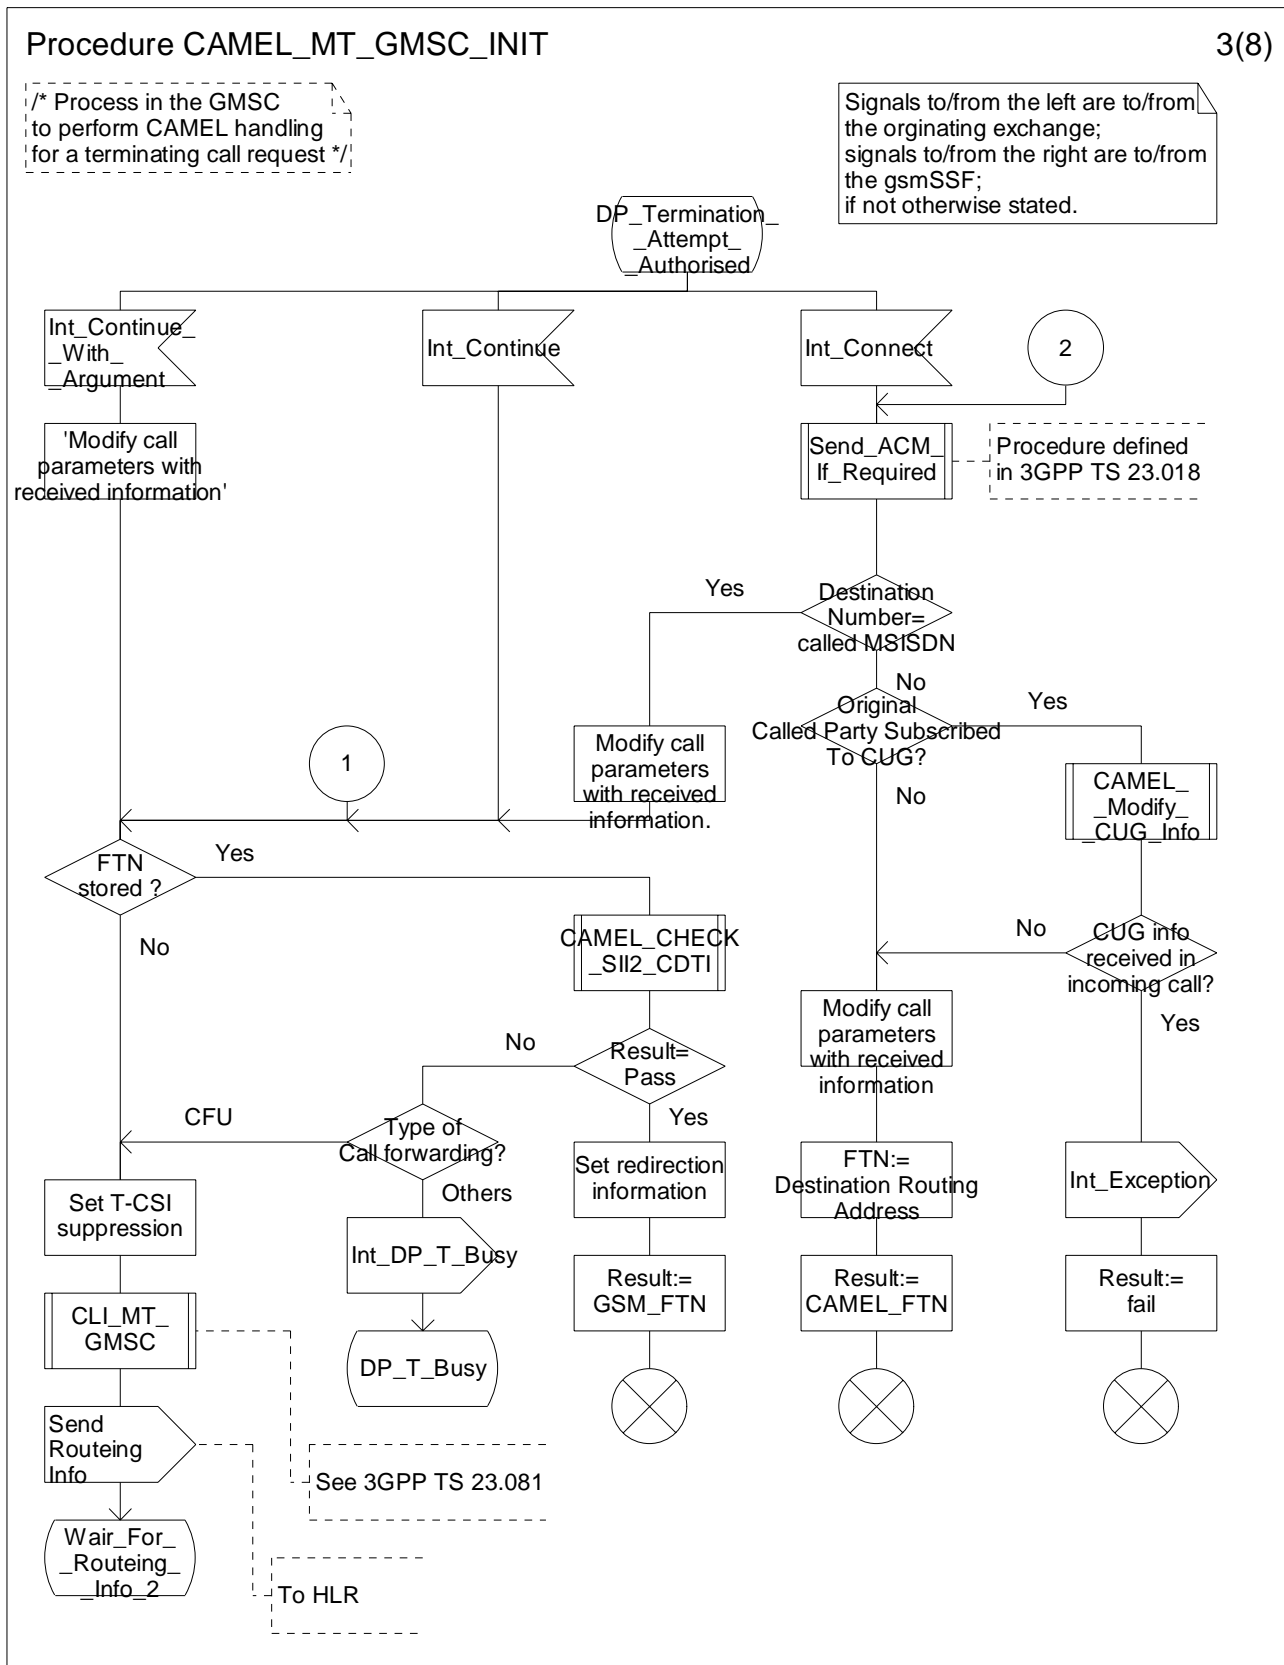 Procedure CAMEL_MT_GMSC_INIT
3(8)
/* Process in the GMSC
to perform CAMEL handling
for a terminating call request */
Signals to/from the left are to/from
the orginating exchange;
signals to/from the right are to/from
the gsmSSF;
if not otherwise stated.
DP_Termination_
_Attempt_
_Authorised
Int_Continue_
_With_
_Argument
Int_Continue
Int_Connect
2
'Modify call
parameters with
received information'
Send_ACM_
If_Required
Procedure defined
in 3GPP TS 23.018
Yes
Destination
Number=
called MSISDN
No
Original
Called Party Subscribed
To CUG?
Yes
No
1
Modify call
parameters
with received
information.
CAMEL_
_Modify_
_CUG_Info
FTN
stored ?
Yes
No
CAMEL_CHECK
_SII2_CDTI
No
CUG info
received in
incoming call?
Yes
Modify call
parameters
with received
information
No
Result=
Pass
Yes
CFU
Type of
Call forwarding?
Others
Set redirection
information
FTN:=
Destination Routing
Address
Int_Exception
Set T-CSI
suppression
Int_DP_T_Busy
Result:=
GSM_FTN
Result:=
CAMEL_FTN
Result:=
fail
CLI_MT_
GMSC
DP_T_Busy
Send
Routeing
Info
See 3GPP TS 23.081
Wair_For_
_Routeing_
_Info_2
To HLR